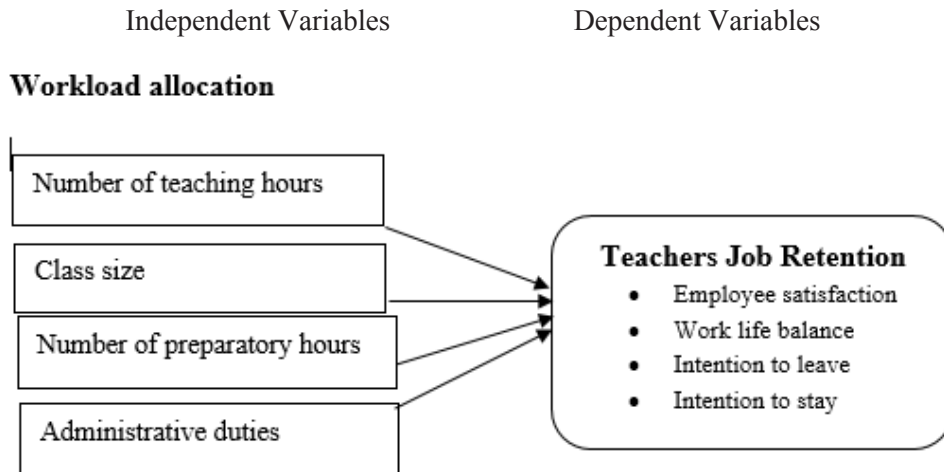 Independent Variables
Dependent Variables
Workload allocation
Number of teaching hours
Class size
Number of preparatory hours
Administrative duties
Teachers Job Retention
• Employee satisfaction
• Work life balance
• Intention to leave
• Intention to stay